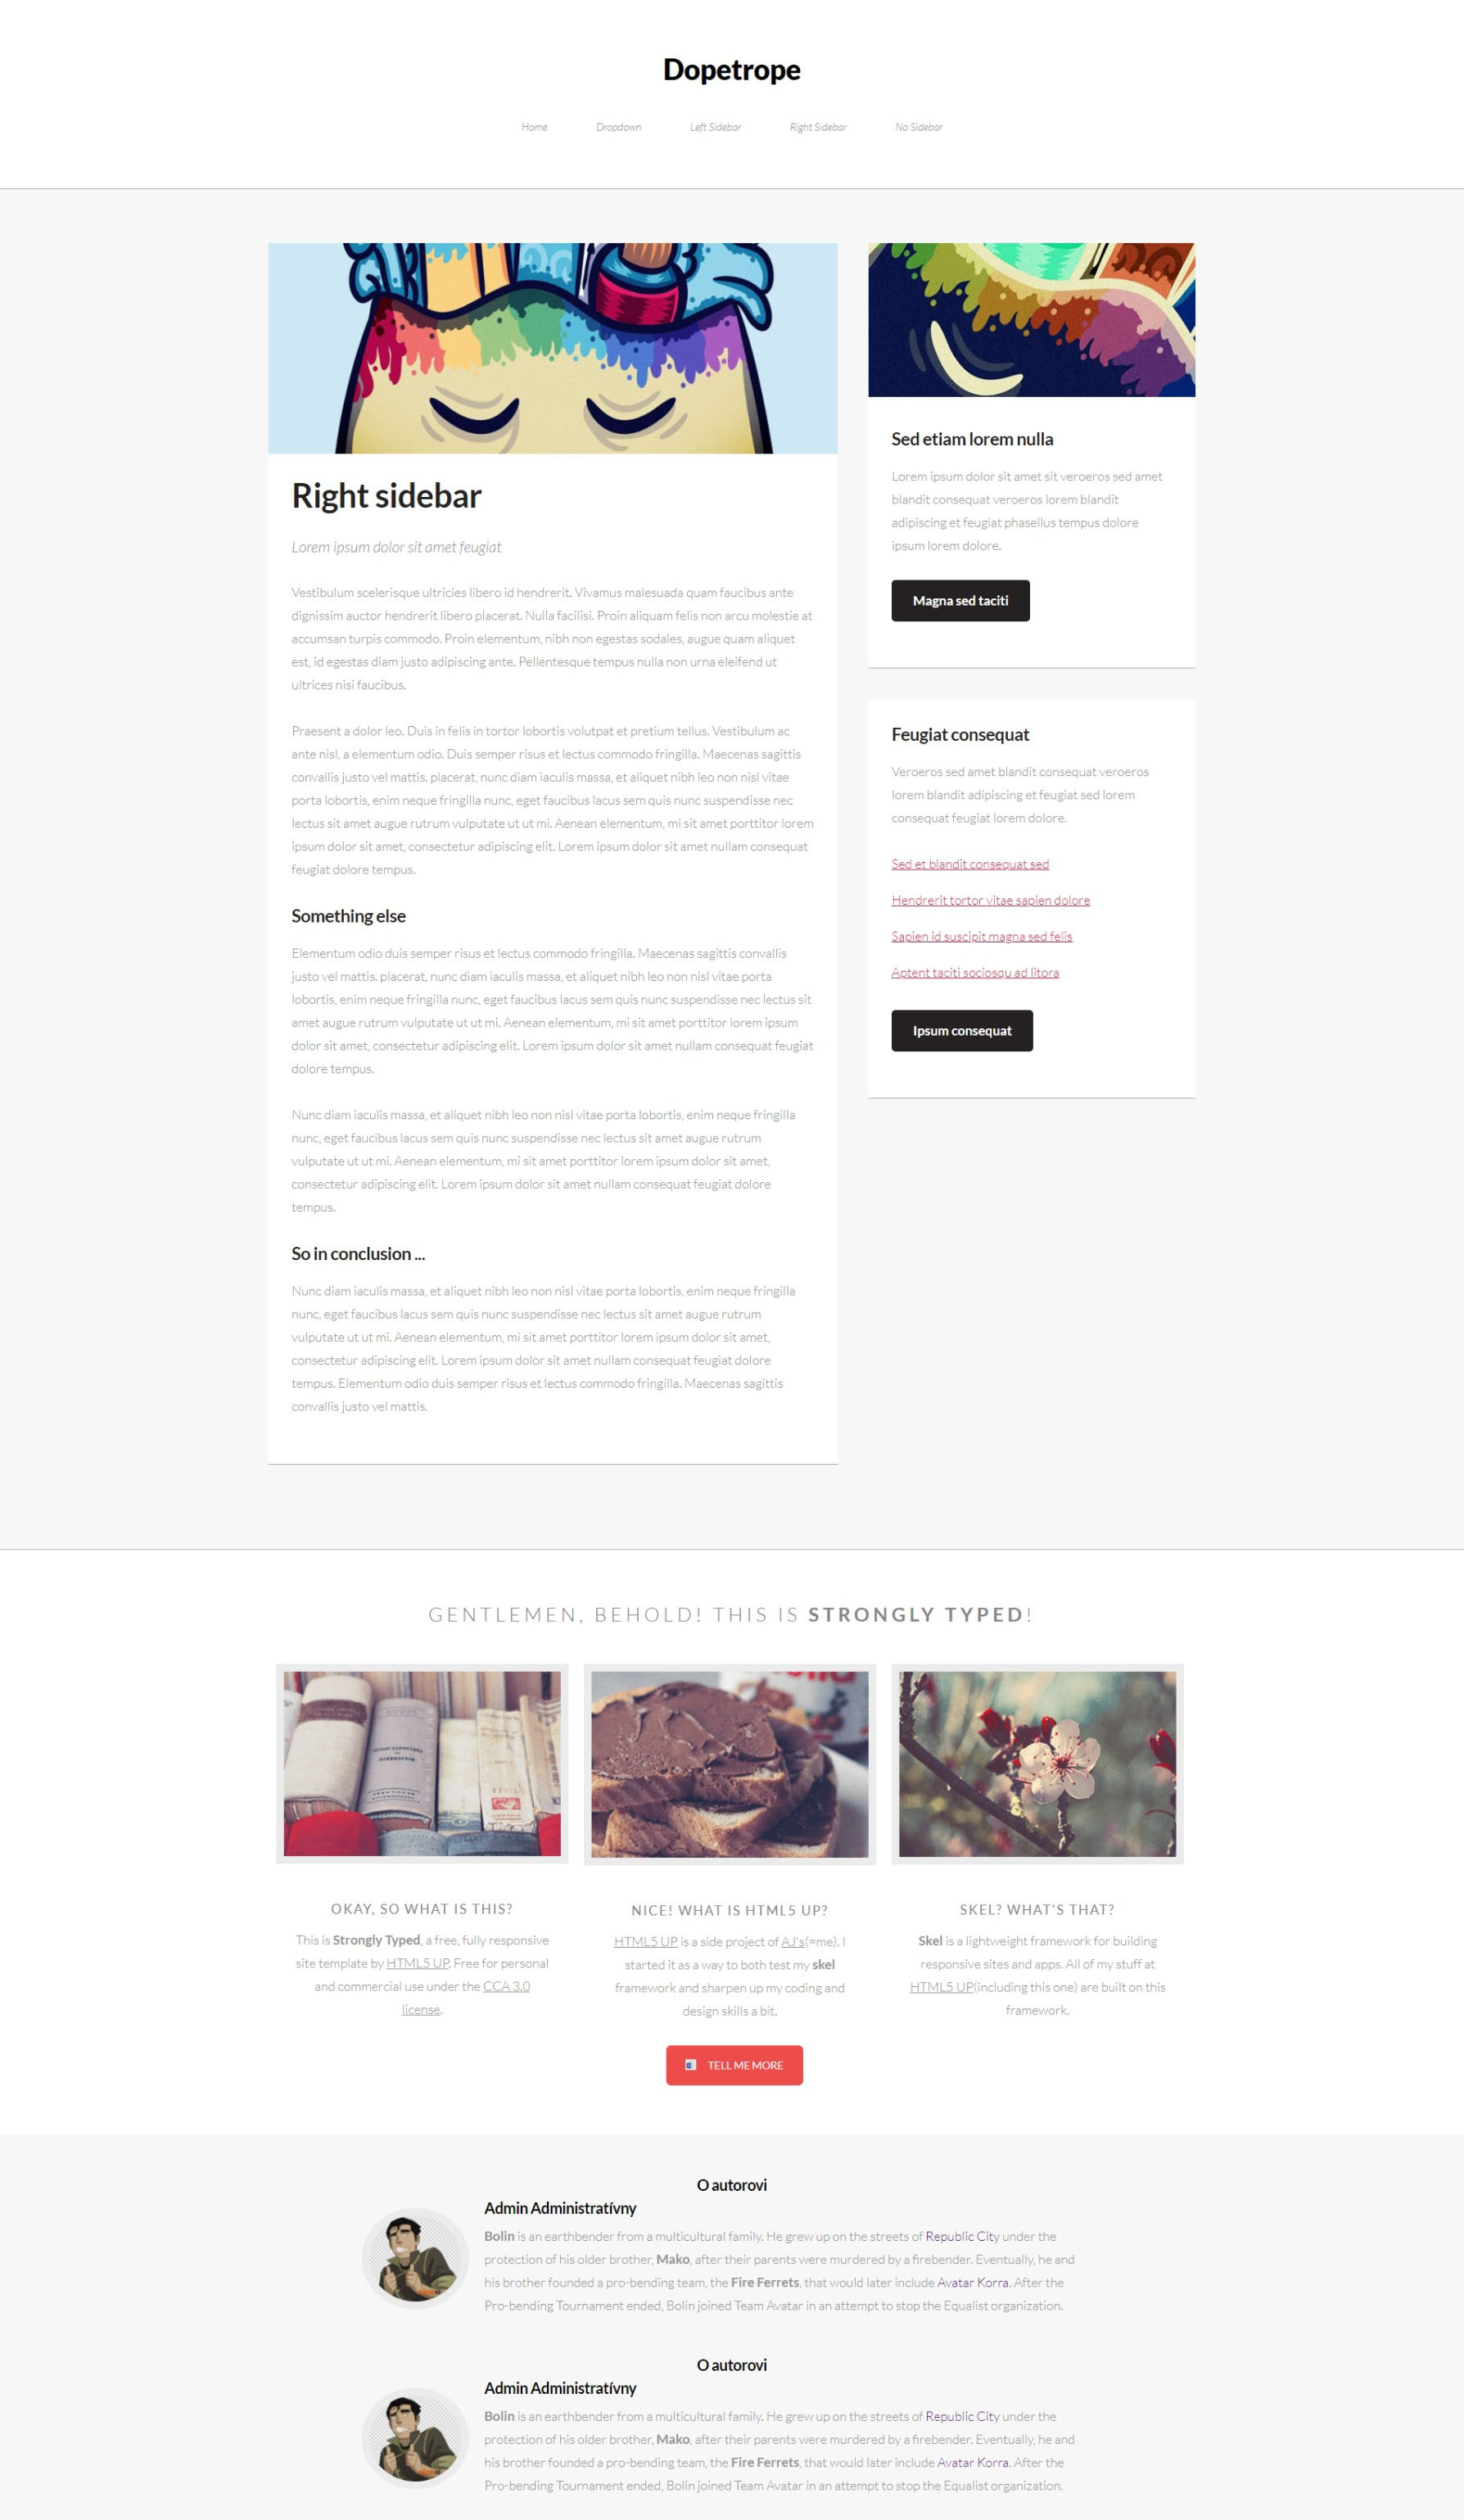 Dopetrope
Home Dropdown Left Sidebar Right Sidebar No Sidebar
Right sidebar
Lorem ipsum dolor sit amet feugiat
Vestibulum scelerisque ultricies libero id hendrerit. Vivamus malesuada quam faucibus ante
dignissim auctor hendrerit libero placerat. Nulla facilisi. Proin aliquam felis non arcu molestie at
accumsan turpis commodo. Proin elementum, nibh non egestas sodales, augue quam aliquet
est, id egestas diam justo adipiscing ante. Pellentesque tempus nulla non urna eleifend ut
ultrices nisi faucibus.
Praesent a dolor leo. Duis in felis in tortor lobortis volutpat et pretium tellus. Vestibulum ac
ante nisl, a elementum odio. Duis semper risus et lectus commodo fringilla. Maecenas sagittis
convallis justo vel mattis. placerat, nunc diam iaculis massa, et aliquet nibh leo non nisl vitae
porta lobortis, enim neque fringilla nunc, eget faucibus lacus sem quis nunc suspendisse nec
lectus sit amet augue rutrum vulputate ut ut mi. Aenean elementum, mi sit amet porttitor lorem
ipsum dolor sit amet, consectetur adipiscing elit. Lorem ipsum dolor sit amet nullam consequat
feugiat dolore tempus.
Something else
Elementum odio duis semper risus et lectus commodo fringilla. Maecenas sagittis convallis
justo vel mattis. placerat, nunc diam iaculis massa, et aliquet nibh leo non nisl vitae porta
lobortis, enim neque fringilla nunc, eget faucibus lacus sem quis nunc suspendisse nec lectus sit
amet augue rutrum vulputate ut ut mi. Aenean elementum, mi sit amet porttitor lorem ipsum
dolor sit amet, consectetur adipiscing elit. Lorem ipsum dolor sit amet nullam consequat feugiat
dolore tempus.
Nunc diam iaculis massa, et aliquet nibh leo non nisl vitae porta lobortis, enim neque fringilla
nunc, eget faucibus lacus sem quis nunc suspendisse nec lectus sit amet augue rutrum
vulputate ut ut mi. Aenean elementum, mi sit amet porttitor lorem ipsum dolor sit amet,
consectetur adipiscing elit. Lorem ipsum dolor sit amet nullam consequat feugiat dolore
tempus.
So in conclusion ...
Nunc diam iaculis massa, et aliquet nibh leo non nisl vitae porta lobortis, enim neque fringilla
nunc, eget faucibus lacus sem quis nunc suspendisse nec lectus sit amet augue rutrum
vulputate ut ut mi. Aenean elementum, mi sit amet porttitor lorem ipsum dolor sit amet,
consectetur adipiscing elit. Lorem ipsum dolor sit amet nullam consequat feugiat dolore
tempus. Elementum odio duis semper risus et lectus commodo fringilla. Maecenas sagittis
convallis justo vel mattis.
Sed etiam lorem nulla
Lorem ipsum dolor sit amet sit veroeros sed amet
blandit consequat veroeros lorem blandit
adipiscing et feugiat phasellus tempus dolore
ipsum lorem dolore.
Magna sed taciti
Feugiat consequat
Veroeros sed amet blandit consequat veroeros
lorem blandit adipiscing et feugiat sed lorem
consequat feugiat lorem dolore.
Sed et blandit consequat sed
Hendrerit tortor vitae sapien dolore
Sapien id suscipit magna sed felis
Aptent taciti sociosqu ad litora
Ipsum consequat
GENTLEMEN, BEHOLD! THIS IS STRONGLY TYPED!
OKAY, SO WHAT IS THIS?
This is Strongly Typed, a free, fully responsive
site template by HTML5 UP. Free for personal
and commercial use under the CCA 3.0
license.
NICE! WHAT IS HTML5 UP?
HTML5 UP is a side project of AJ's(=me). I
started it as a way to both test my skel
framework and sharpen up my coding and
design skills a bit.
SKEL? WHAT'S THAT?
Skel is a lightweight framework for building
responsive sites and apps. All of my stuff at
HTML5 UP(including this one) are built on this
framework.
TELL ME MORE
O autorovi
Admin Administratívny
Bolin is an earthbender from a multicultural family. He grew up on the streets of Republic City under the
protection of his older brother, Mako, after their parents were murdered by a firebender. Eventually, he and
his brother founded a pro-bending team, the Fire Ferrets, that would later include Avatar Korra. After the
Pro-bending Tournament ended, Bolin joined Team Avatar in an attempt to stop the Equalist organization.
O autorovi
Admin Administratívny
Bolin is an earthbender from a multicultural family. He grew up on the streets of Republic City under the
protection of his older brother, Mako, after their parents were murdered by a firebender. Eventually, he and
his brother founded a pro-bending team, the Fire Ferrets, that would later include Avatar Korra. After the
Pro-bending Tournament ended, Bolin joined Team Avatar in an attempt to stop the Equalist organization.